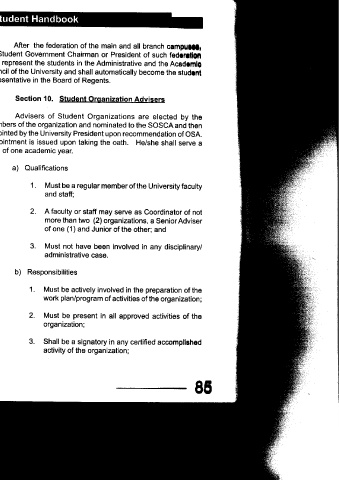 tudent Handbook
After the federation of the main and all branch campuses,
Student Government Chairman or President of such federation
represent the students in the Administrative and the Academic
ncil of the University and shall automatically become the student
esentative in the Board of Regents.
Section 10. Student Organization Advisers
Advisers of Student Organizations are elected by the
mbers of the organization and nominated to the SOSCA and then
ointed by the University President upon recommendation of OSA.
ointment is issued upon taking the oath. He/she shall serve a
of one academic year.
a) Qualifications
1. Must be a regular member of the University faculty
and staff;
2. A faculty or staff may serve as Coordinator of not
more than two (2) organizations, a Senior Adviser
of one (1) and Junior of the other; and
3. Must not have been involved in any disciplinary/
administrative case.
b) Responsibilities
1. Must be actively involved in the preparation of the
work plan/program of activities of the organization;
2. Must be present in all approved activities of the
organization;
3. Shall be a signatory in any certified accomplished
activity of the organization;
85